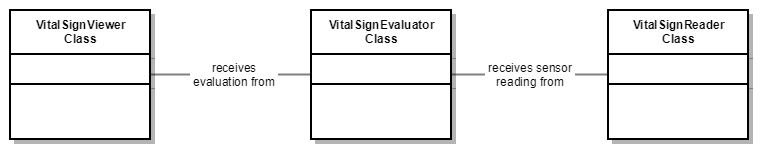 VitalSignViewer
Class
receives
evaluation from
VitalSignEvaluator
Class
receives sensor
reading from
VitalSignReader
Class